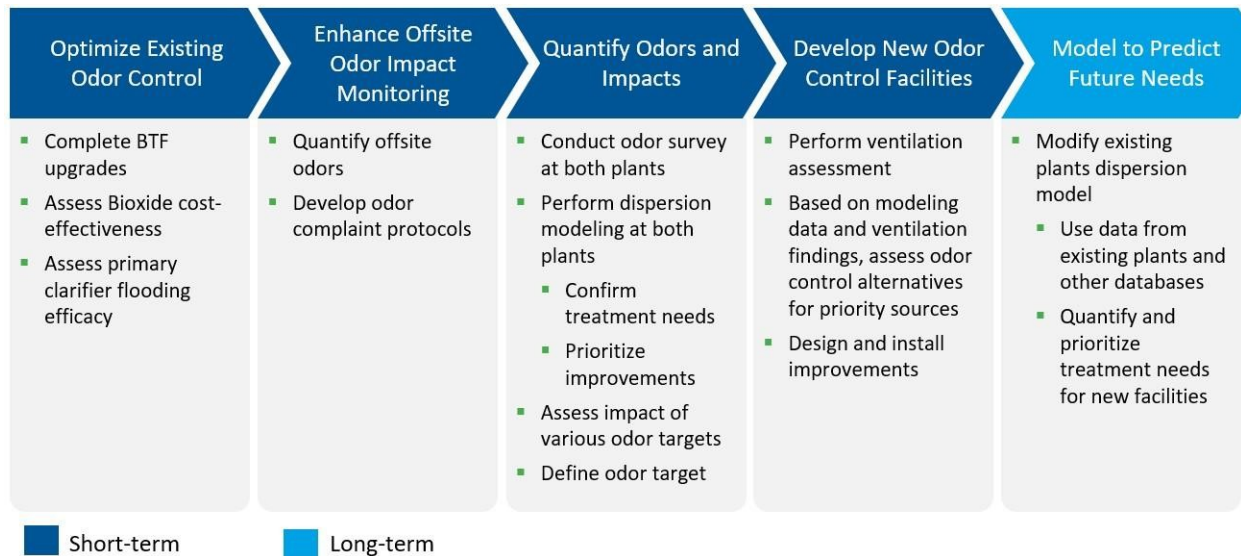 Optimize Existing
Odor Control
Complete BTF
upgrades
Assess Bioxide cost-
effectiveness
Assess primary
clarifier flooding
efficacy
Enhance Offsite
Odor Impact
Monitoring
Quantify offsite
odors
Develop odor
complaint protocols
Quantify Odors and
Impacts
Conduct odor survey
at both plants
Perform dispersion
modeling at both
plants
Confirm
treatment needs
Prioritize
improvements
Assess impact of
various odor targets
Define odor target
Develop New Odor
Control Facilities
Perform ventilation
assessment
Based on modeling
data and ventilation
findings, assess odor
control alternatives
for priority sources
Design and install
improvements
Model to Predict
Future Needs
Modify existing
plants dispersion
model
Use data from
existing plants and
other databases
Quantify and
prioritize
treatment needs
for new facilities
Short-term
Long-term